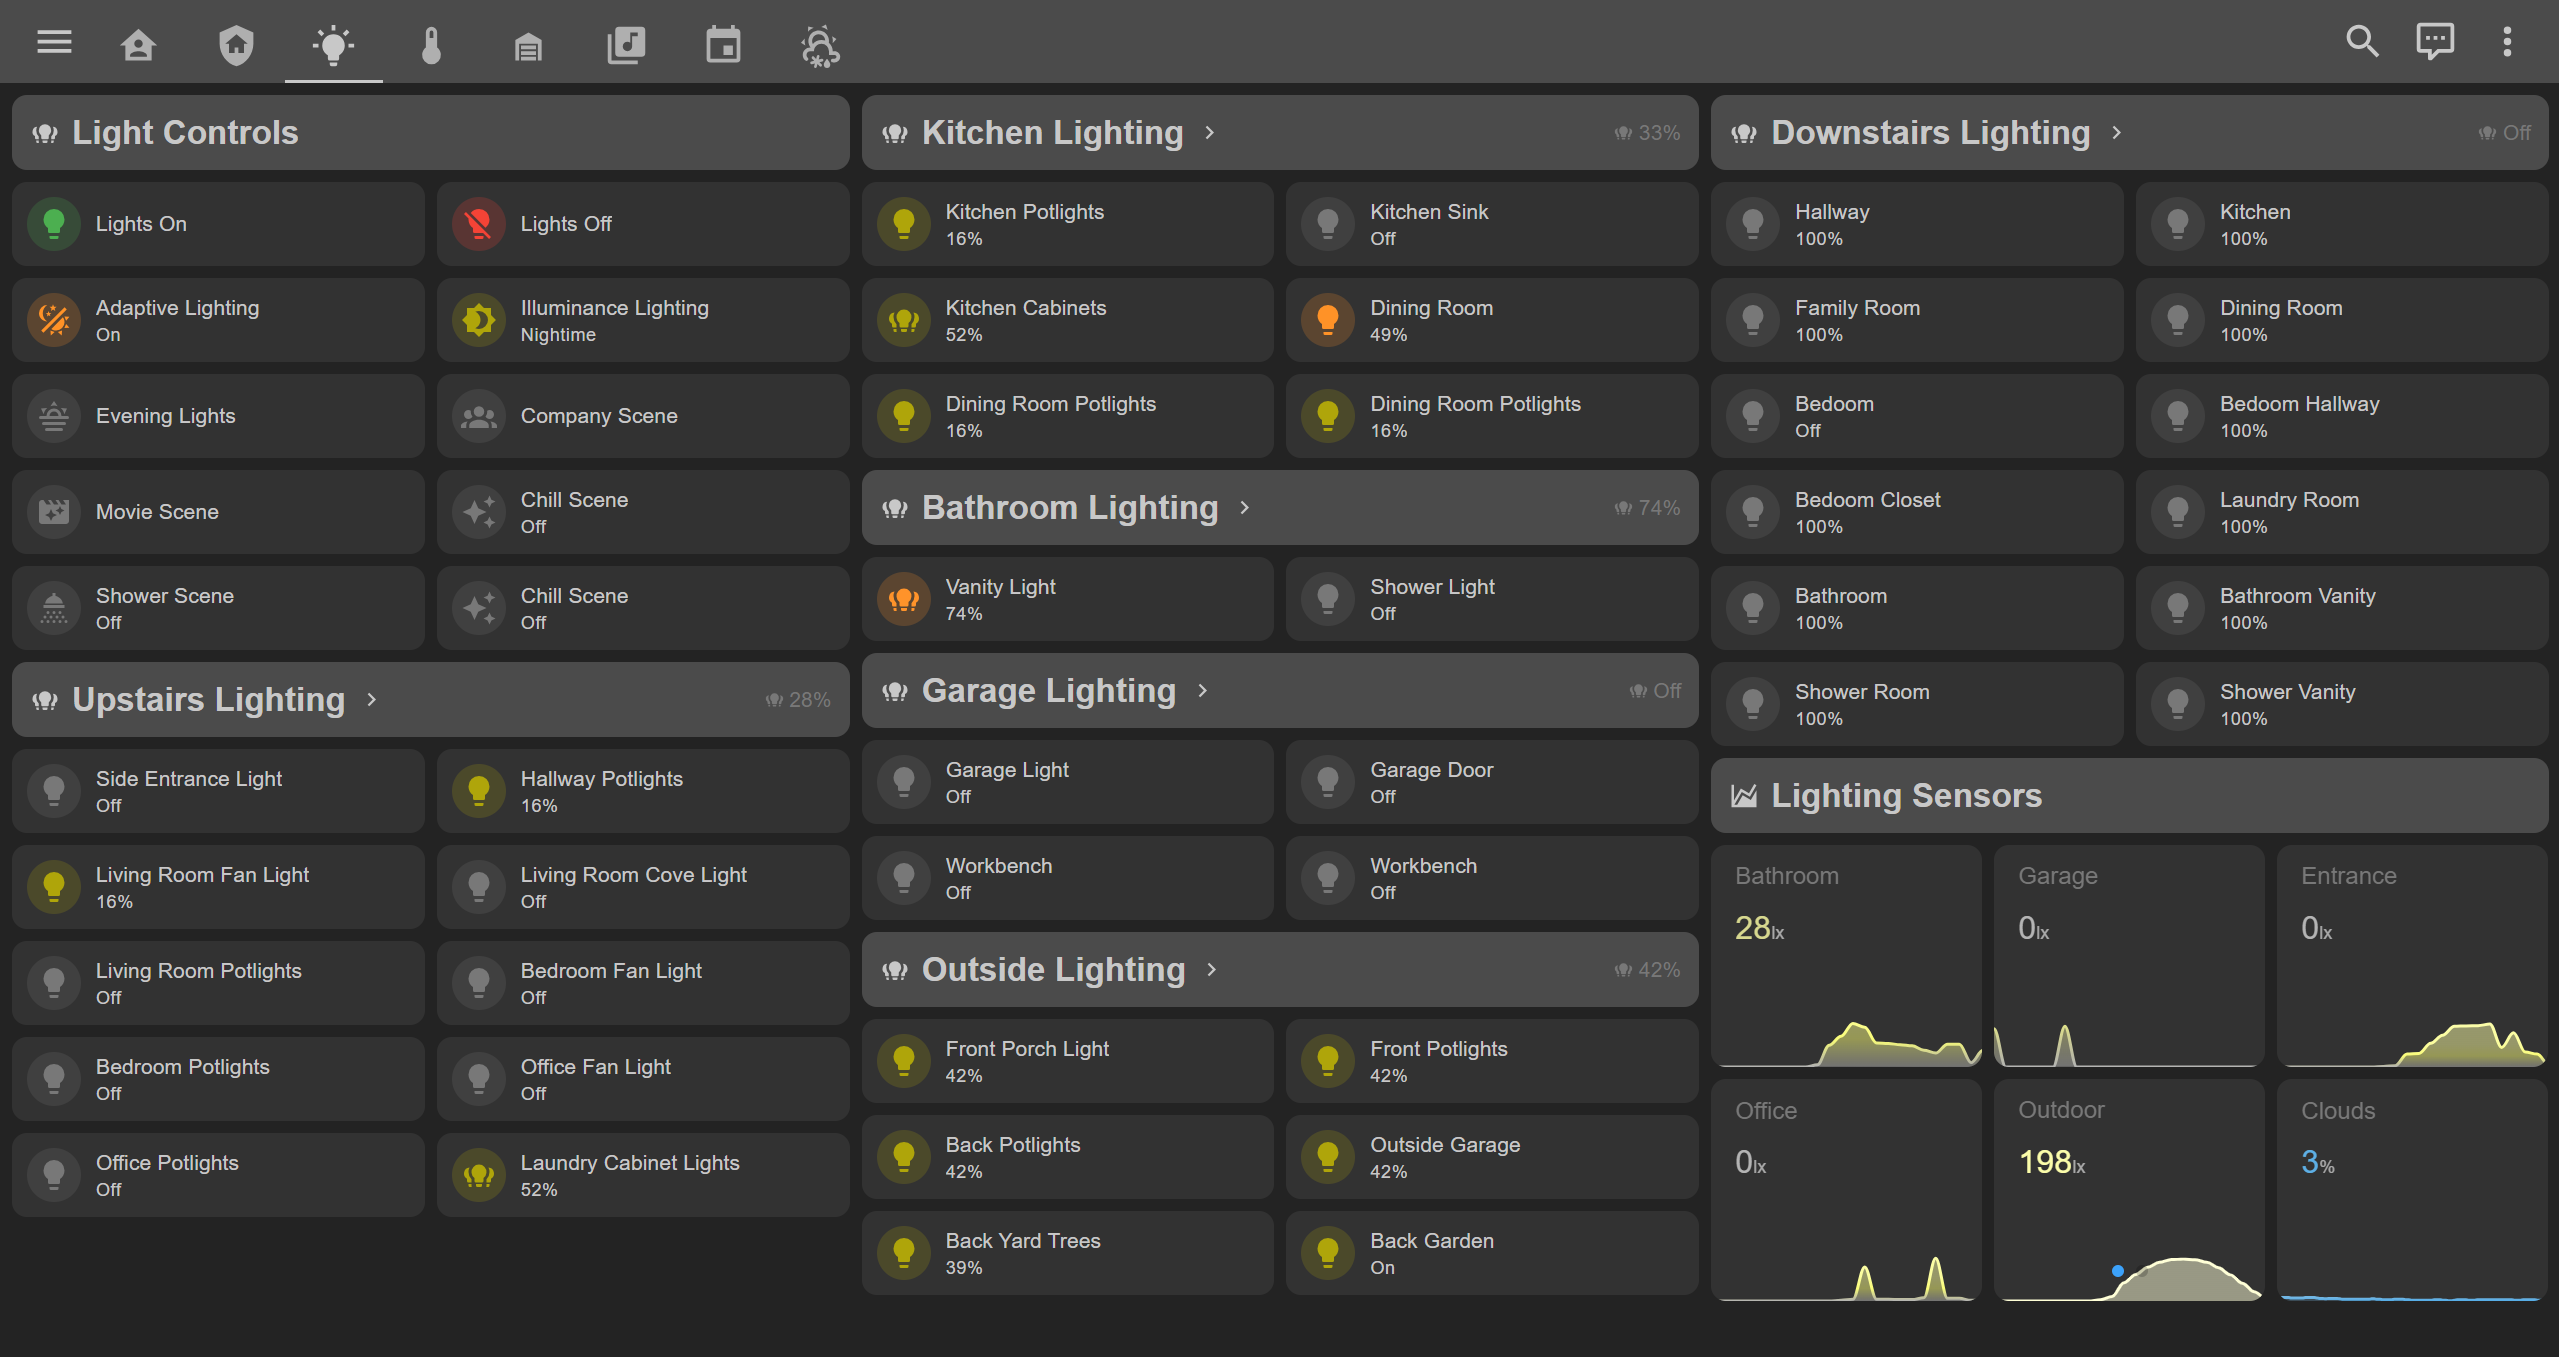 Light Controls
Lights On
Lights Off
Adaptive Lighting
On
Illuminance Lighting
Nightime
Evening Lights
Company Scene
Movie Scene
Chill Scene
Off
Shower Scene
Off
Chill Scene
Off
Upstairs Lighting
28%
Side Entrance Light
Off
Hallway Potlights
16%
Living Room Fan Light
16%
Living Room Cove Light
Off
Living Room Potlights
Off
Bedroom Fan Light
Off
Bedroom Potlights
Off
Office Fan Light
Off
Office Potlights
Off
Laundry Cabinet Lights
52%
Kitchen Lighting
33%
Kitchen Potlights
16%
Kitchen Sink
Off
Kitchen Cabinets
52%
Dining Room
49%
Dining Room Potlights
16%
Dining Room Potlights
16%
Bathroom Lighting
74%
Vanity Light
74%
Shower Light
Off
Garage Lighting
Off
Garage Light
Off
Garage Door
Off
Workbench
Off
Workbench
Off
Outside Lighting
42%
Front Porch Light
42%
Front Potlights
42%
Back Potlights
42%
Outside Garage
42%
Back Yard Trees
39%
Back Garden
On
Downstairs Lighting
Off
Hallway
100%
Kitchen
100%
Family Room
100%
Dining Room
100%
Bedoom
Off
Bedoom Hallway
100%
Bedoom Closet
100%
Laundry Room
100%
Bathroom
100%
Bathroom Vanity
100%
Shower Room
100%
Shower Vanity
100%
Lighting Sensors
Bathroom
28lx
Garage
0lx
Entrance
0lx
Office
0lx
Outdoor
198lx
Clouds
3%